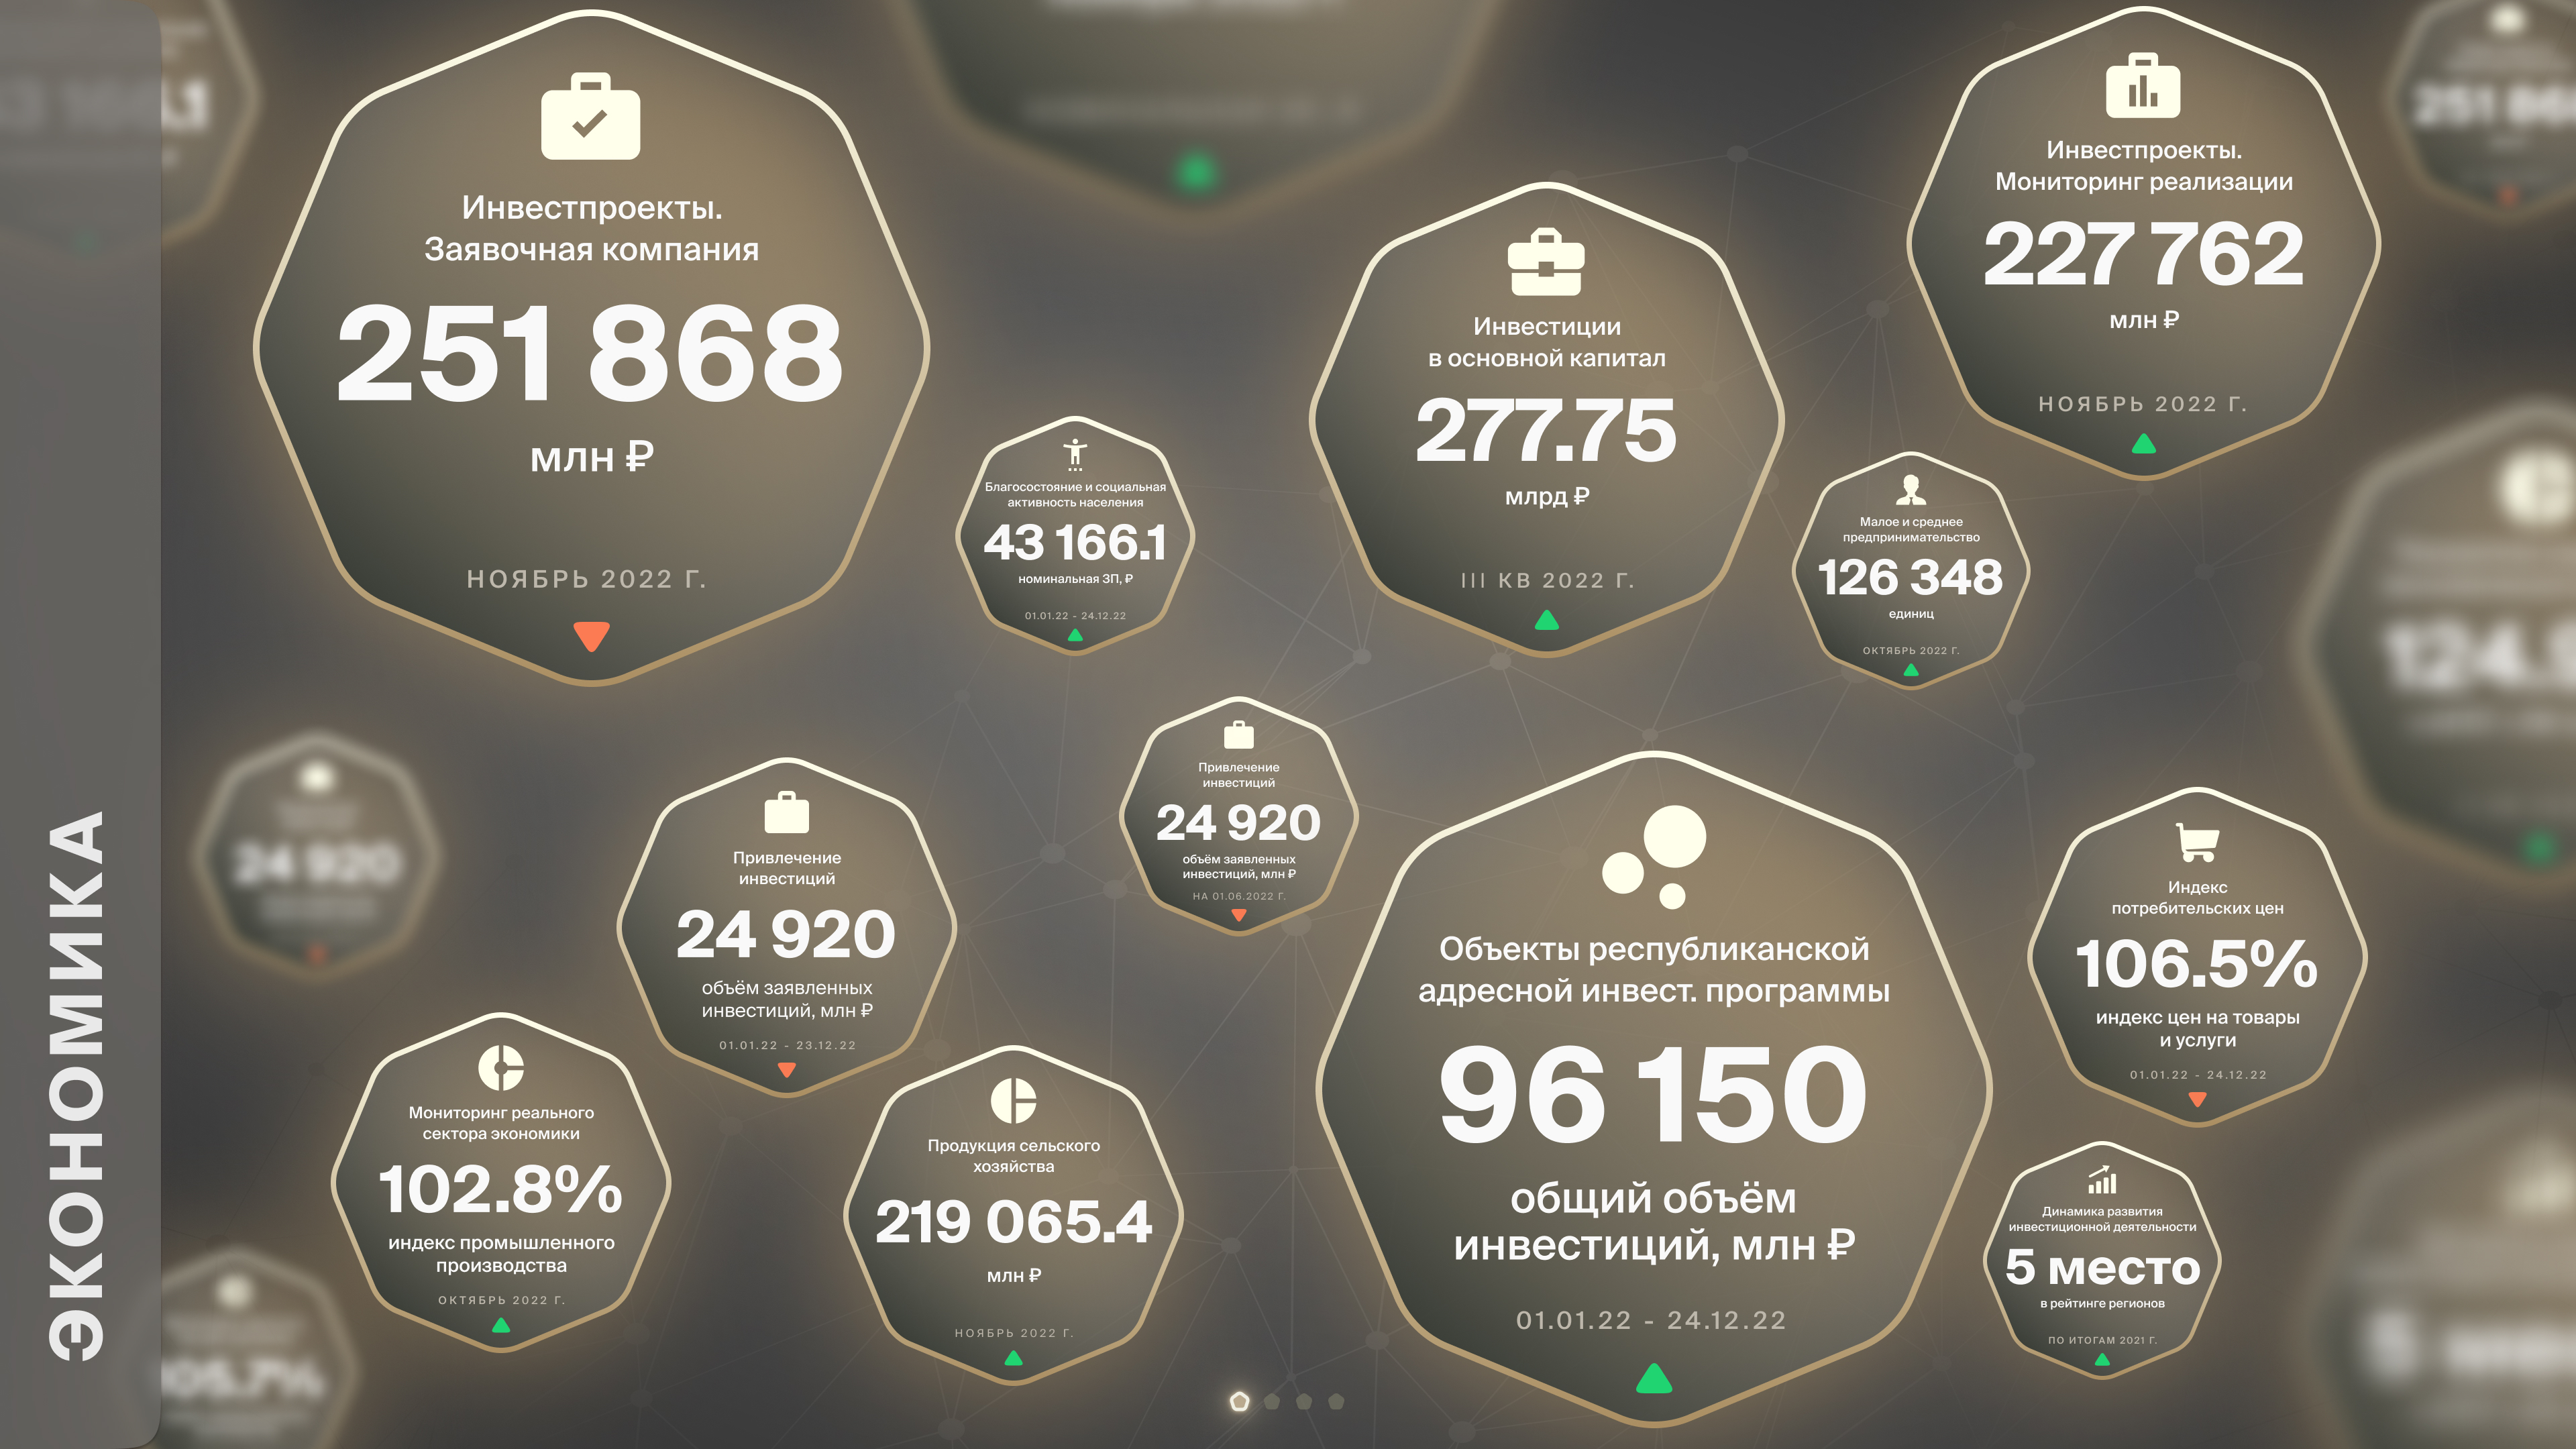 ЭКОНОМИКА
Инвестпроекты.
Заявочная компания
251 868
млн ₽
НОЯБРЬ 2022 Г.
Благосостояние и социальная
активность населения
43 166.1
номинальная ЗП, ₽
01.01.22 - 24.12.22
Инвестиции
в основной капитал
277.75
млрд ₽
III КВ 2022 Г.
Инвестпроекты.
Мониторинг реализации
227 762
млн ₽
НОЯБРЬ 2022 Г.
Малое и среднее
предпринимательство
126 348
единиц
ОКТЯБРЬ 2022 Г.
Привлечение
инвестиций
24 920
объём заявленных
инвестиций, млн ₽
НА 01.06.2022 Г.
Привлечение
инвестиций
24 920
объём заявленных
инвестиций, млн ₽
01.01.22 - 23.12.22
Мониторинг реального
сектора экономики
102.8%
индекс промышленного
производства
ОКТЯБРЬ 2022 Г.
Продукция сельского
хозяйства
219 065.4
млн ₽
НОЯБРЬ 2022 Г.
Объекты республиканской
адресной инвест. программы
96 150
общий объём
инвестиций, млн ₽
01.01.22 - 24.12.22
Индекс
потребительских цен
106.5%
индекс цен на товары
и услуги
01.01.22 - 24.12.22
Динамика развития
инвестиционной деятельности
5 место
в рейтинге регионов
ПО ИТОГАМ 2021 Г.
24 920